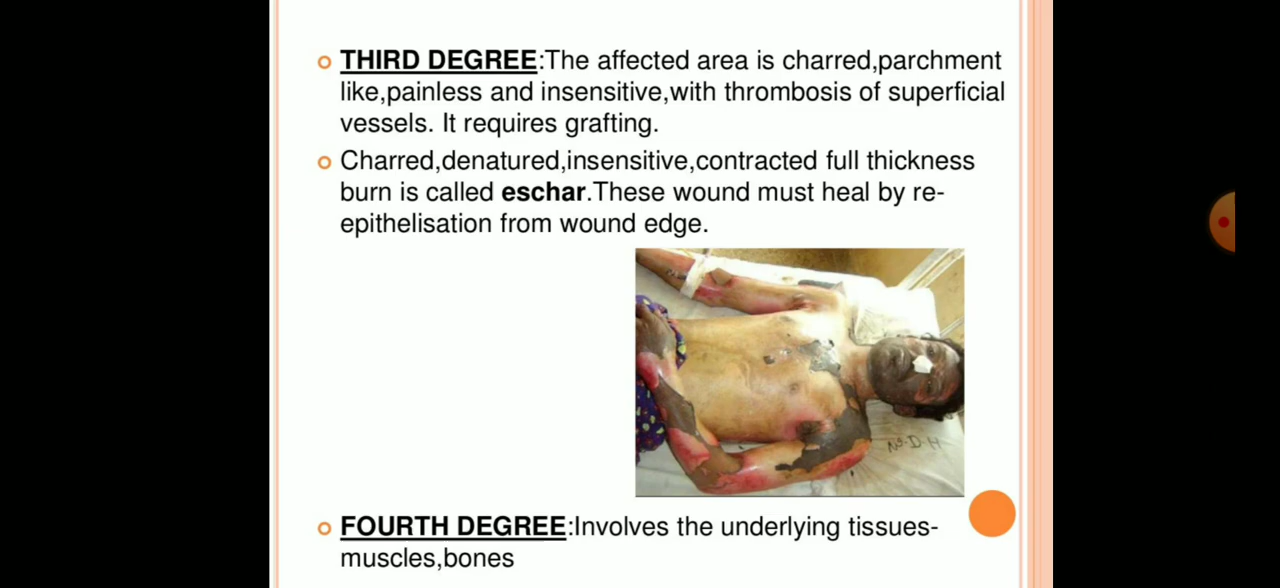 THIRD DEGREE:The affected area is charred,parchment
like,painless and insensitive,with thrombosis of superficial
vessels. It requires grafting.
Charred,denatured,insensitive,contracted full thickness
burn is called eschar.These wound must heal by re-
epithelisation from wound edge.
FOURTH DEGREE:Involves the underlying tissues-
muscles,bones